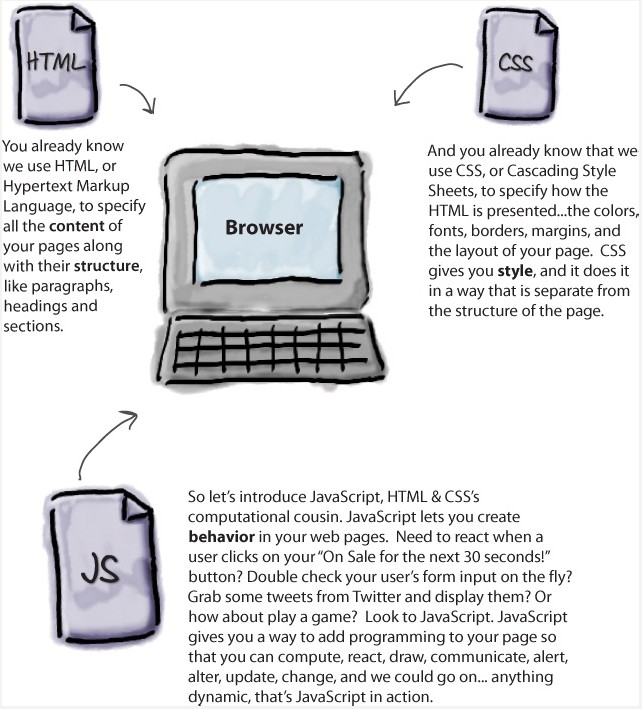 HTML
You already know
we use HTML, or
Hypertext Markup
Language, to specify
all the content of
your pages along
with their structure,
like paragraphs,
headings and
sections.
CSS
And you already know that we
use CSS, or Cascading Style
Sheets, to specify how the
HTML is presented...the colors,
fonts, borders, margins, and
the layout of your page. CSS
gives you style, and it does it
in a way that is separate from
the structure of the page.
Browser
JS
So let's introduce JavaScript, HTML & CSS's
computational cousin. JavaScript lets you create
behavior in your web pages. Need to react when a
user clicks on your "On Sale for the next 30 seconds!"
button? Double check your user's form input on the fly?
Grab some tweets from Twitter and display them? Or
how about play a game? Look to JavaScript. JavaScript
gives you a way to add programming to your page so
that you can compute, react, draw, communicate, alert,
alter, update, change, and we could go on... anything
dynamic, that's JavaScript in action.